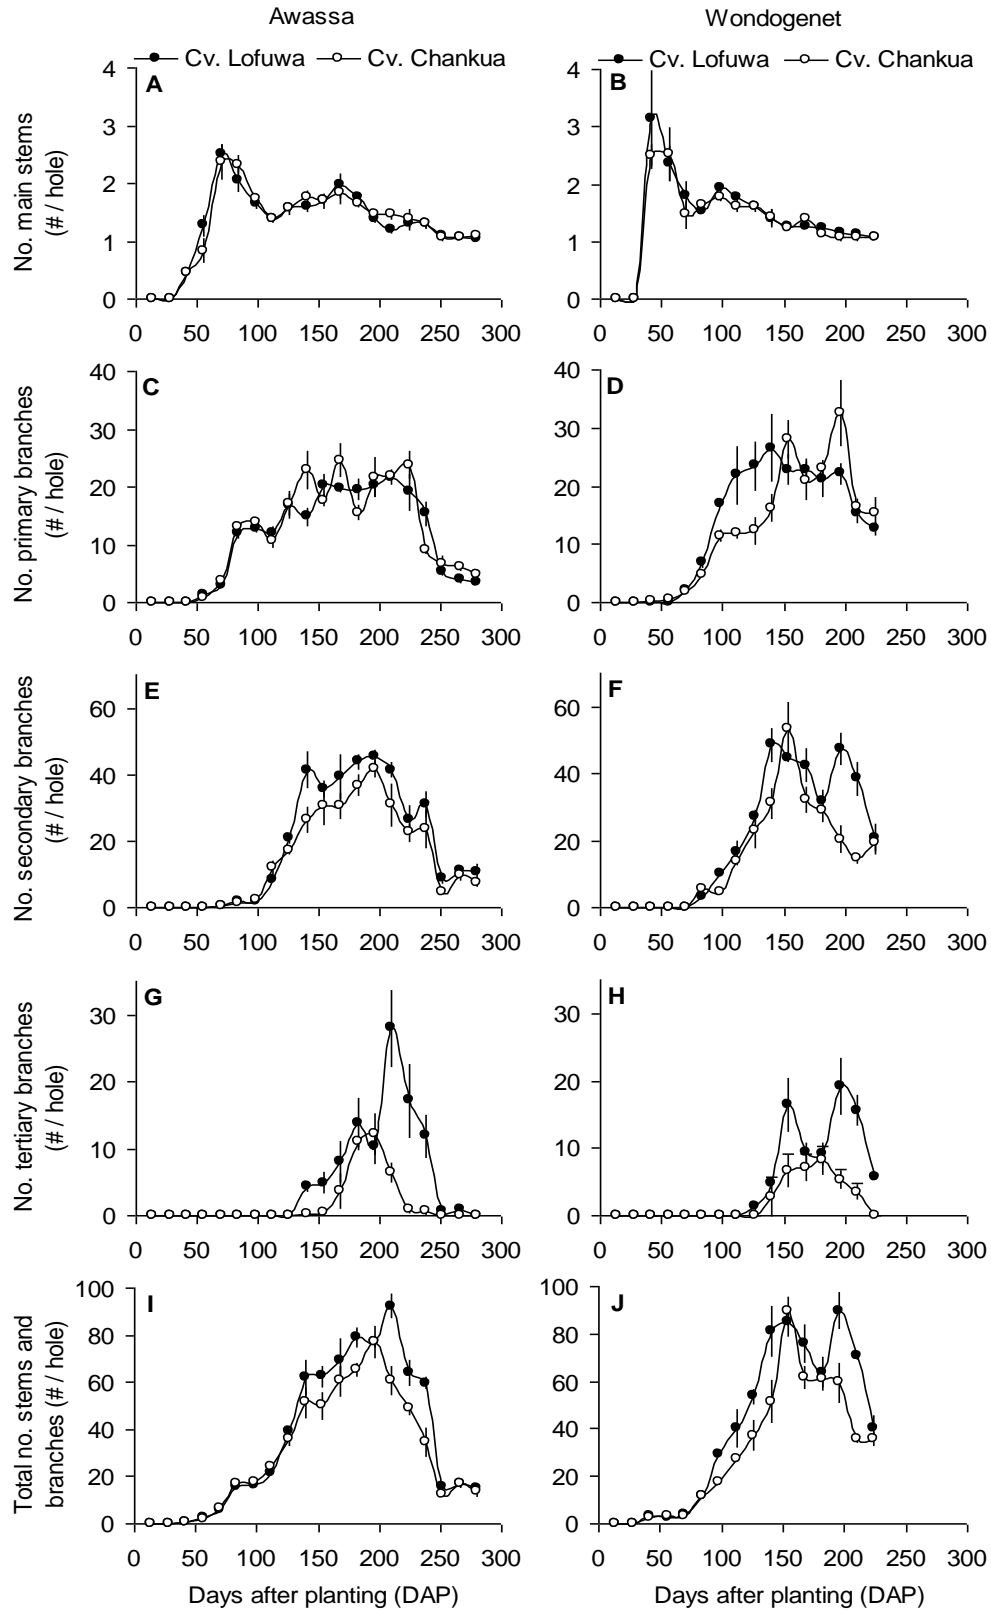 Awassa
Wondogenet
Cv. Lofuwa Cv. Chankua
Cv. Lofuwa Cv. Chankua
A
No. main stems
(# / hole)
4
3
2
1
0
0 50 100 150 200 250 300
B
4
3
2
1
0
0 50 100 150 200 250 300
C
No. primary branches
(# / hole)
40
30
20
10
0
0 50 100 150 200 250 300
D
40
30
20
10
0
0 50 100 150 200 250 300
E
No. secondary branches
(# / hole)
60
40
20
0
0 50 100 150 200 250 300
F
60
40
20
0
0 50 100 150 200 250 300
G
No. tertiary branches
(# / hole)
30
20
10
0
0 50 100 150 200 250 300
H
30
20
10
0
0 50 100 150 200 250 300
I
Total no. stems and
branches (# / hole)
100
80
60
40
20
0
0 50 100 150 200 250 300
Days after planting (DAP)
J
100
80
60
40
20
0
0 50 100 150 200 250 300
Days after planting (DAP)